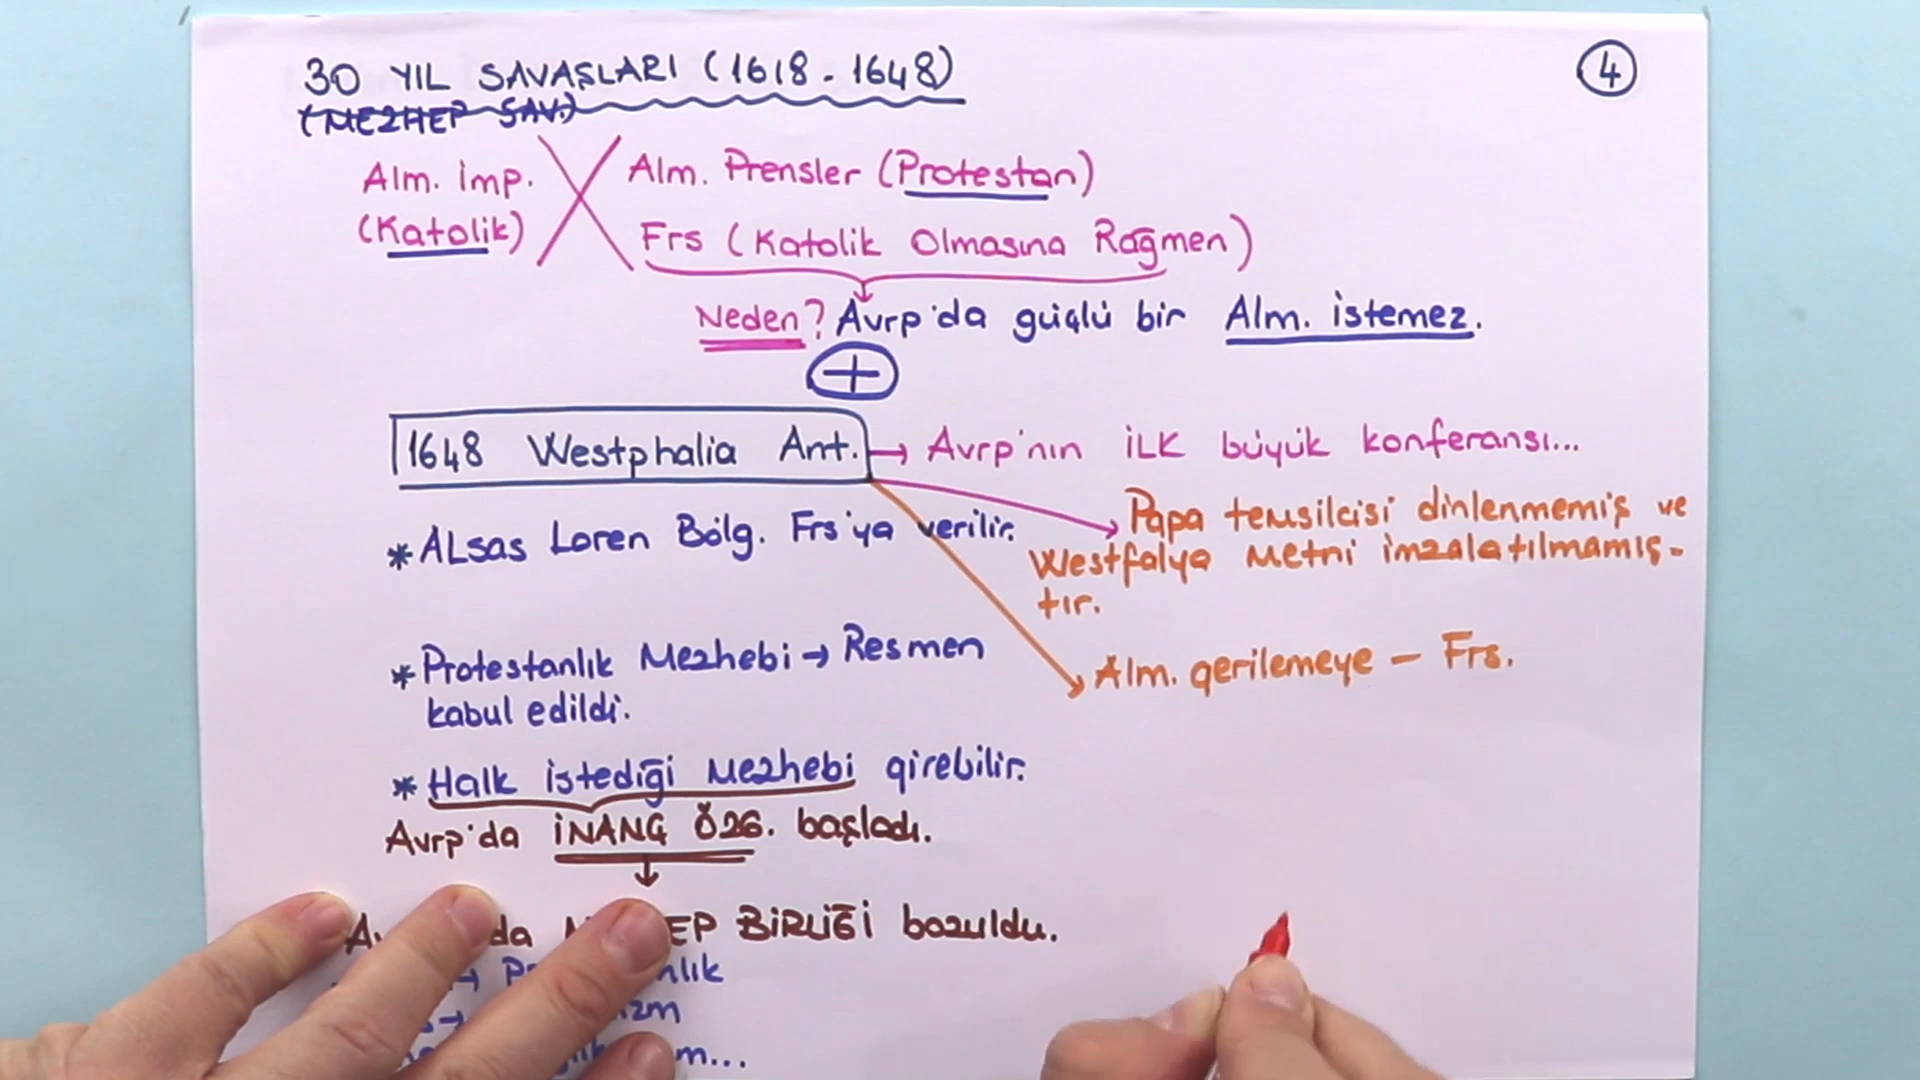 30 YIL SAVAŞLARI (1618 - 1648)
4
(MEZHEP SAV.)
Alm. İmp.
(Katolik)
Alm. Prensler (Protestan)
Frs (Katolik Olmasına Rağmen)
Neden? Avrp'da güçlü bir Alm. istemez.
+
1648 Westphalia Ant. → Avrp'nın İLK büyük konferansı...
Papa temsilcisi dinlenmemiş ve
Westfalya Metni imzalatılmamış-
tır.
* ALsas Loren Bölg. Frs'ya verilir.
Alm. gerilemeye - Frs.
* Protestanlık Mezhebi → Resmen
kabul edildi.
* Halk istediği Mezhebi girebilir.
Avrp'da İNANÇ ÖZG. başladı.
BİRLİĞİ bozuldu.